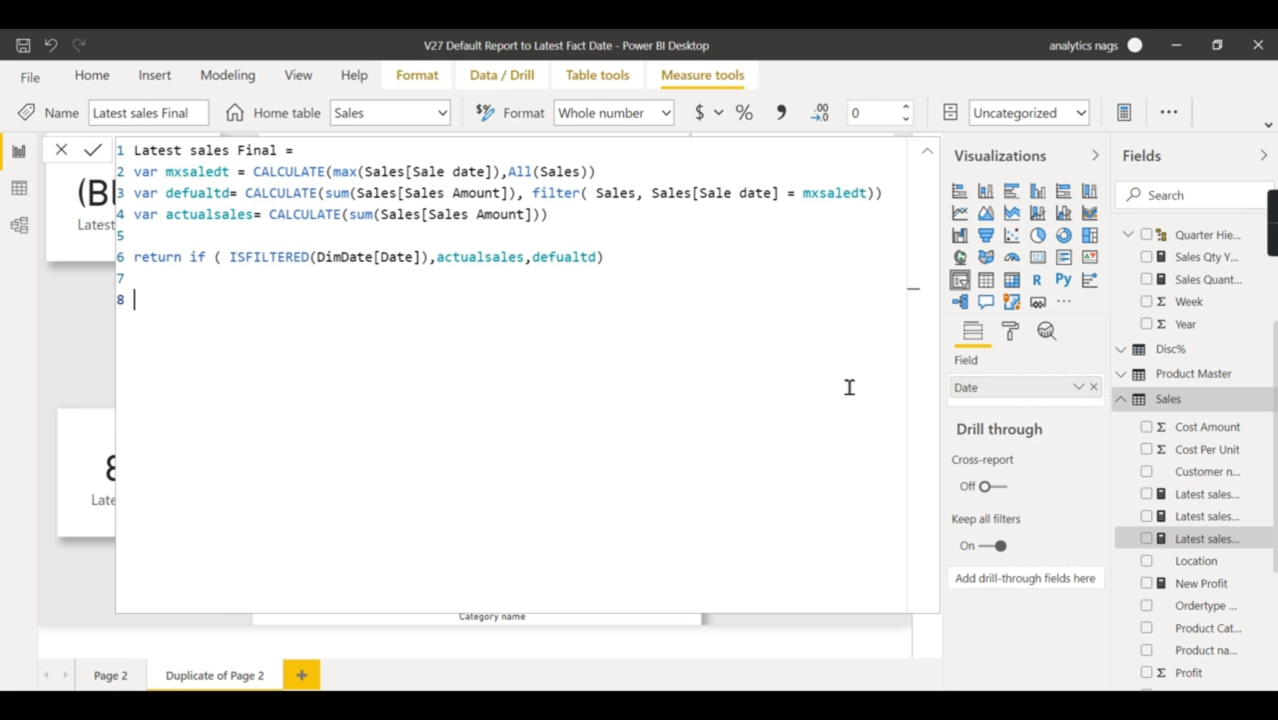 V27 Default Report to Latest Fact Date - Power BI Desktop
analytics nags
File
Home
Insert
Modeling
View
Help
Format
Data / Drill
Table tools
Measure tools
Name
Latest sales Final
Home table
Sales
Format
Whole number
$
%
,
.00
0
Uncategorized
...
1 Latest sales Final =
2 var mxsaledt = CALCULATE(max(Sales[Sale date]),All(Sales))
3 var defualtd= CALCULATE(sum(Sales[Sales Amount]), filter( Sales, Sales[Sale date] = mxsaledt))
4 var actualsales= CALCULATE(sum(Sales[Sales Amount]))
5
6 return if ( ISFILTERED(DimDate[Date]),actualsales,defualtd)
7
8
(Bl
Latest
8
Late
Category name
Page 2
Duplicate of Page 2
+
Visualizations
R
Py
...
Field
Date
Drill through
Cross-report
Off
Keep all filters
On
Add drill-through fields here
Fields
Search
Quarter Hie...
Sales Qty Y...
Sales Quant...
Σ Week
Σ Year
Disc%
Product Master
Sales
Σ Cost Amount
Σ Cost Per Unit
Customer n...
Latest sales...
Latest sales...
Latest sales...
Location
New Profit
Ordertype ...
Product Cat...
Product na...
Σ Profit